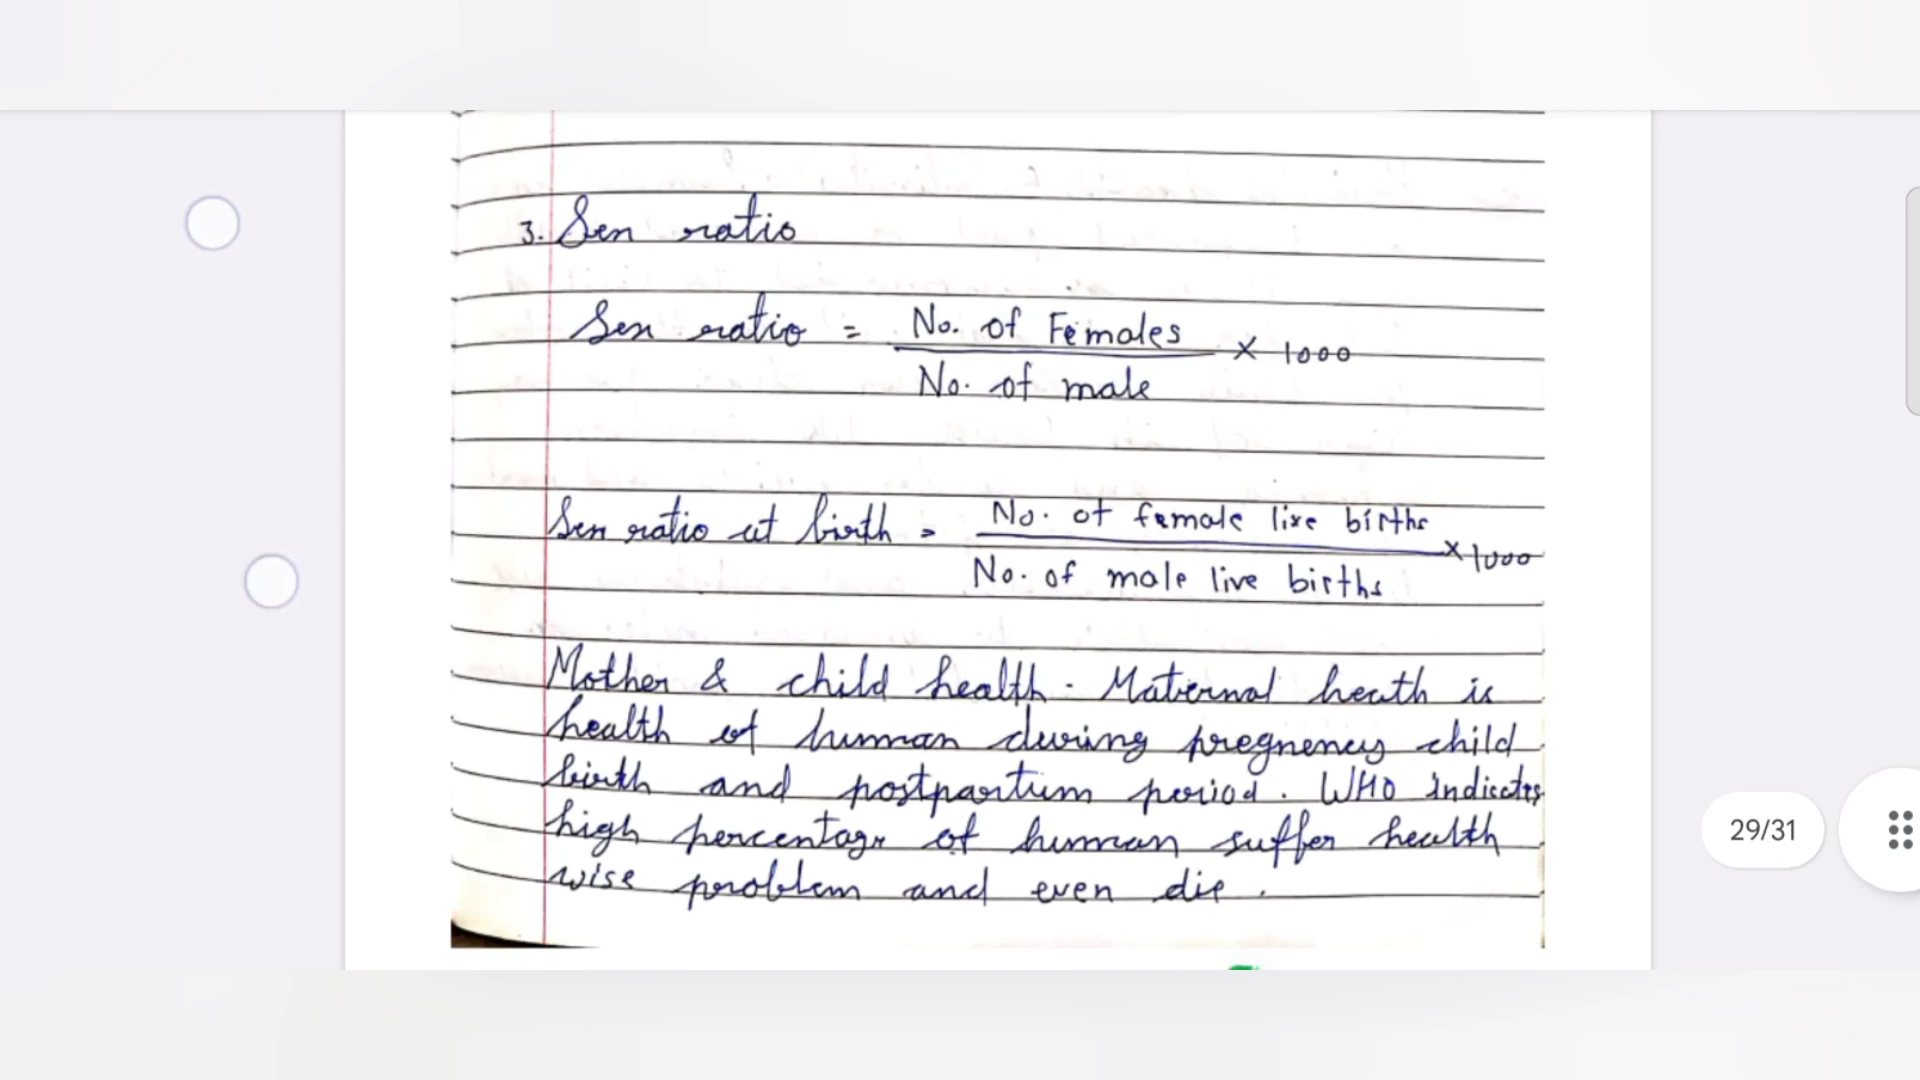 3. Sex ratio
Sex ratio = No. of Females / No. of male × 1000
Sex ratio at birth = No. of female live births / No. of male live births × 1000
Mother & child health. Maternal heath is
health of human during pregnency child
birth and postpartum period. WHO indicates
high percentage of human suffer health
wise problem and even die.
29/31